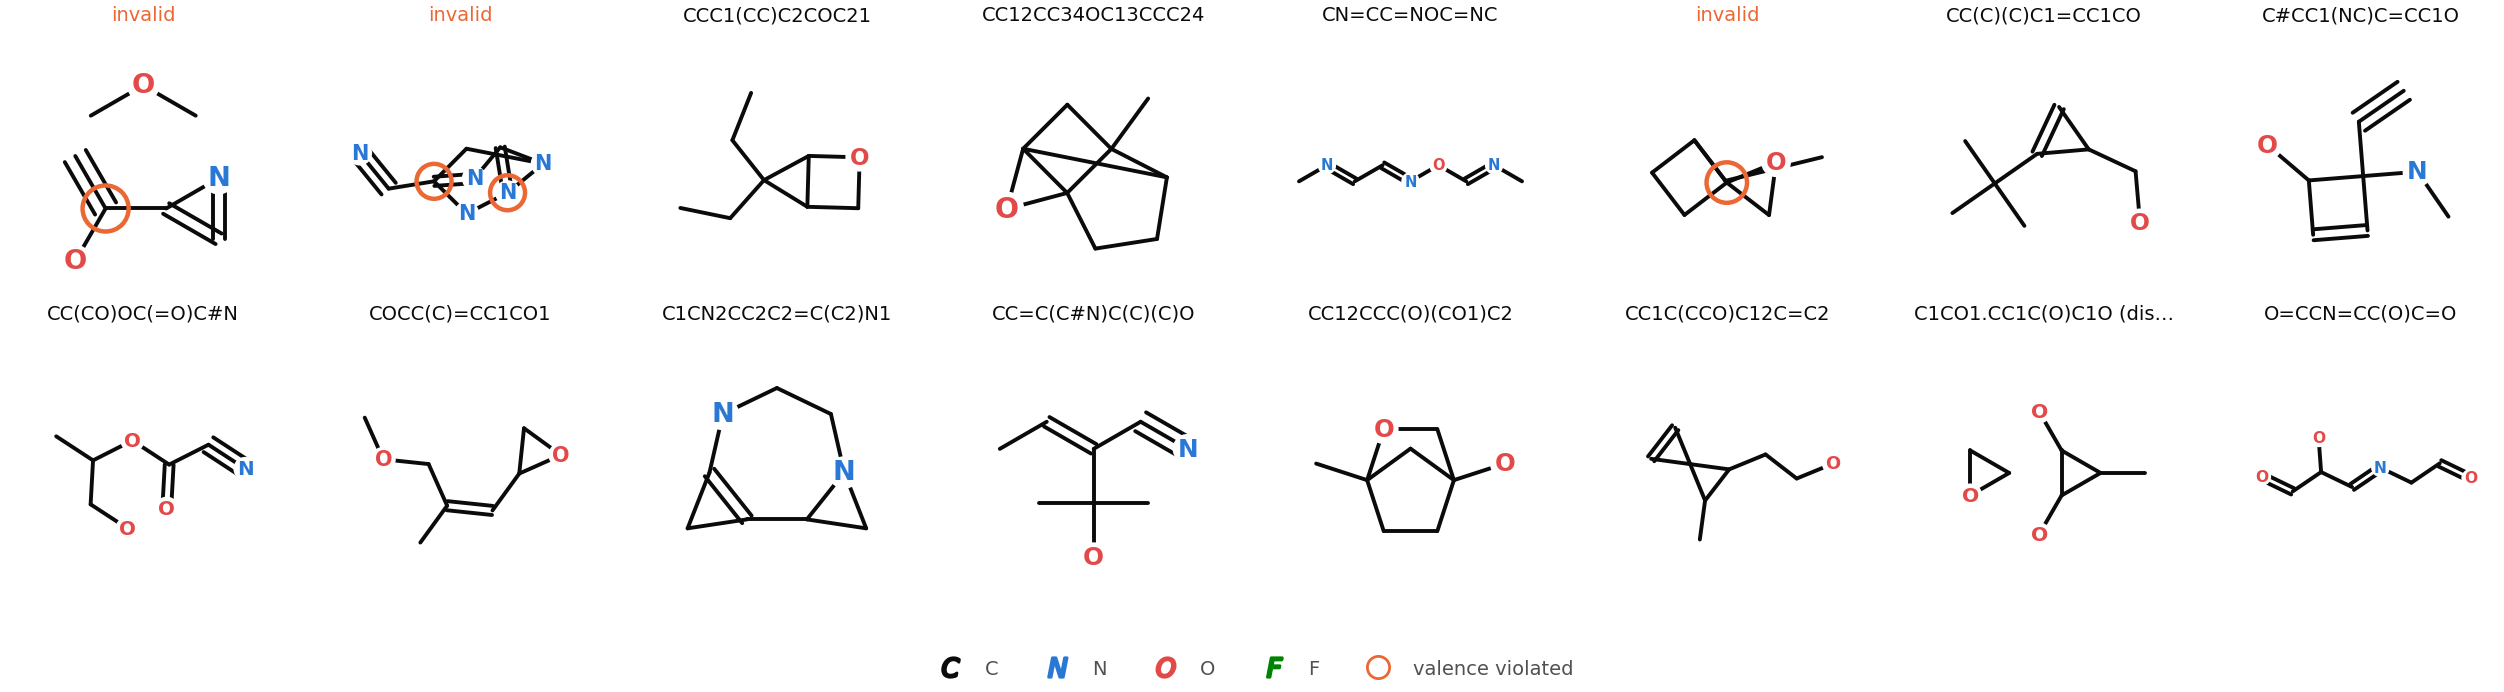 invalid invalid CCC1(CC)C2COC21 CC12CC34OC13CCC24 CN=CC=NOC=NC invalid CC(C)(C)C1=CC1CO C#CC1(NC)C=CC1O
O
N
O
N
N
N
N
N
O
O
N
N
O
N
O
O
O
N
CC(CO)OC(=O)C#N COCC(C)=CC1CO1 C1CN2CC2C2=C(C2)N1 CC=C(C#N)C(C)(C)O CC12CCC(O)(CO1)C2 CC1C(CCO)C12C=C2 C1CO1.CC1C(O)C1O (dis... O=CCN=CC(O)C=O
O
O
O
N
O
O
N
N
N
O
O
O
O
O
O
O
O
O
N
O
C C N N O O F F valence violated